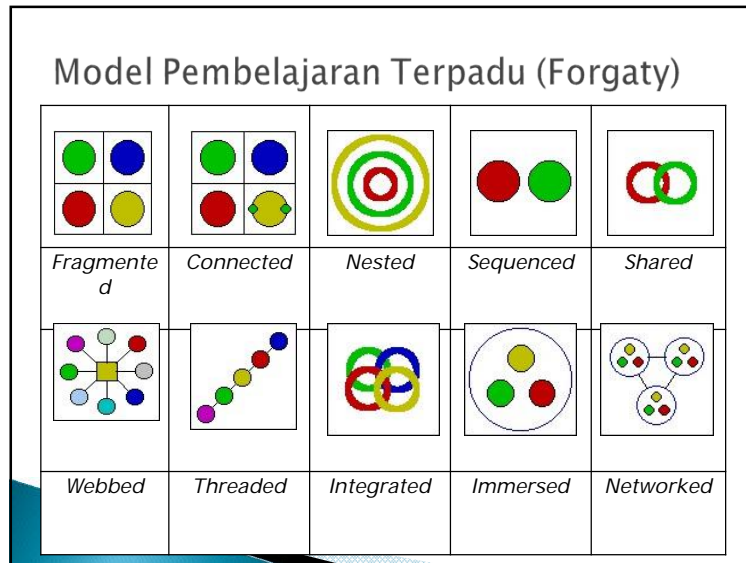 Model Pembelajaran Terpadu (Forgaty)
Fragmente
d
Connected
Nested
Sequenced
Shared
Webbed
Threaded
Integrated
Immersed
Networked